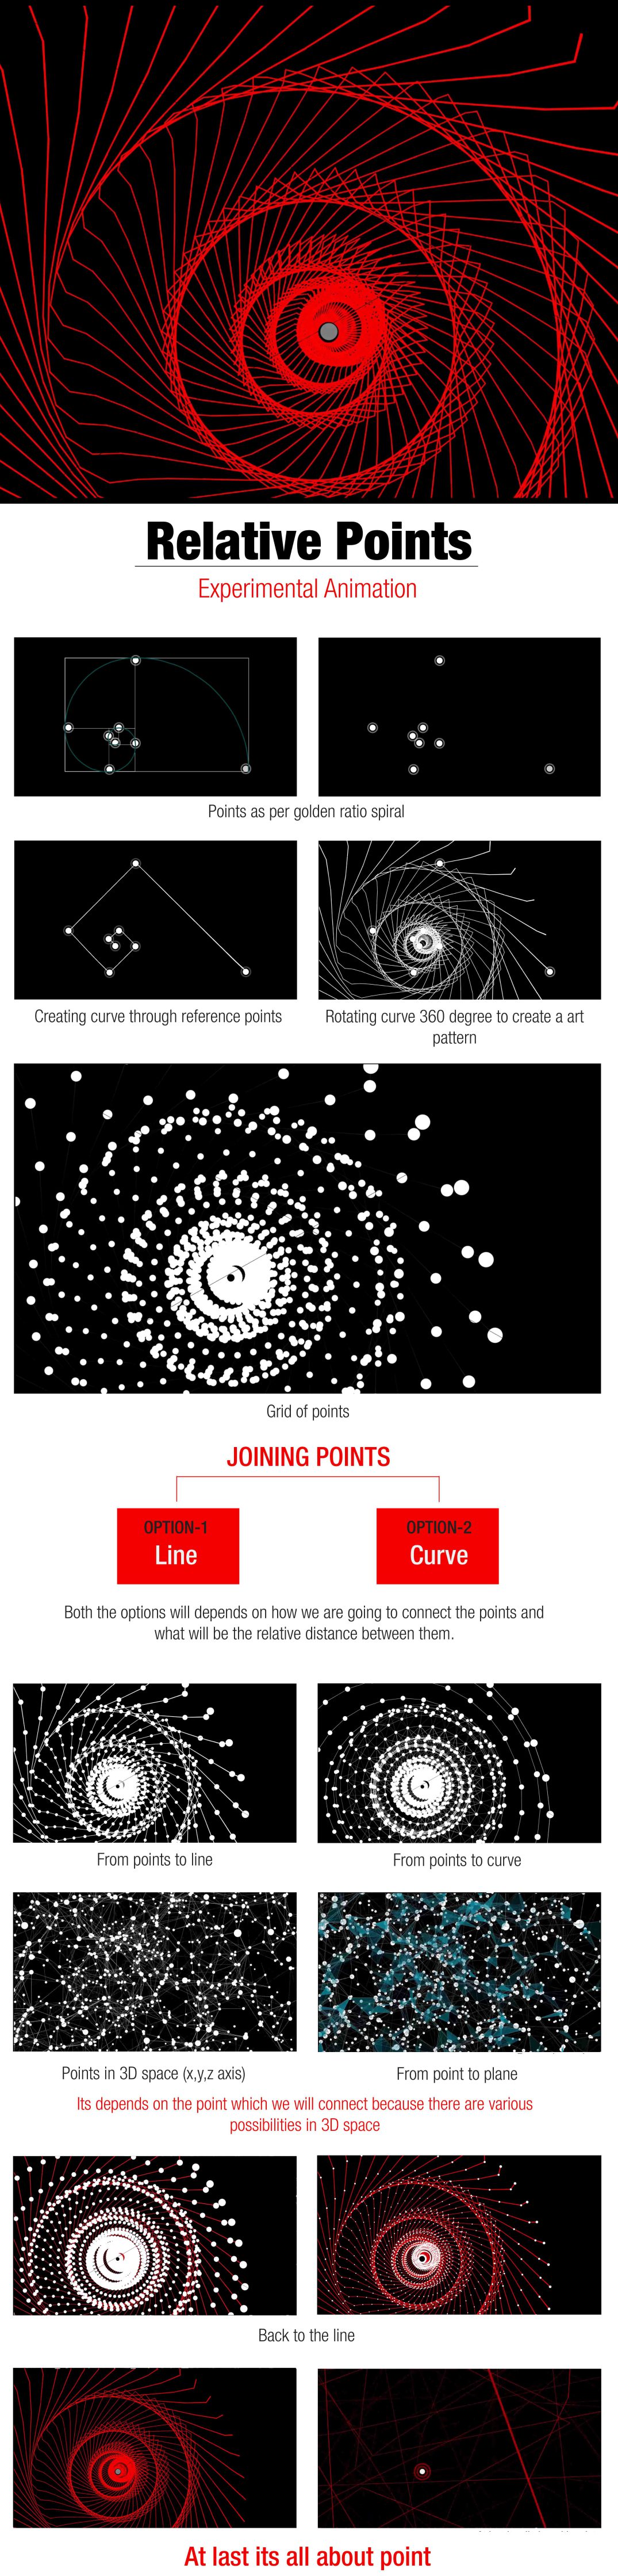 Relative Points
Experimental Animation
Points as per golden ratio spiral
Creating curve through reference points
Rotating curve 360 degree to create a art
pattern
Grid of points
JOINING POINTS
OPTION-1
Line
OPTION-2
Curve
Both the options will depends on how we are going to connect the points and
what will be the relative distance between them.
From points to line
From points to curve
Points in 3D space (x,y,z axis)
From point to plane
Its depends on the point which we will connect because there are various
possibilities in 3D space
Back to the line
At last its all about point